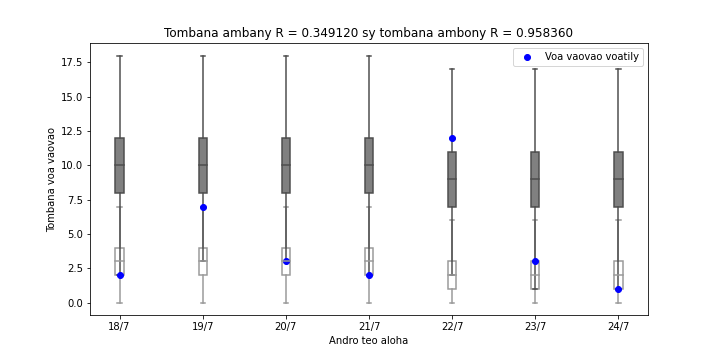 Tombana ambany R = 0.349120 sy tombana ambony R = 0.958360
Voa vaovao voatily
Tombana voa vaovao
17.5
15.0
12.5
10.0
7.5
5.0
2.5
0.0
18/7 19/7 20/7 21/7 22/7 23/7 24/7
Andro teo aloha